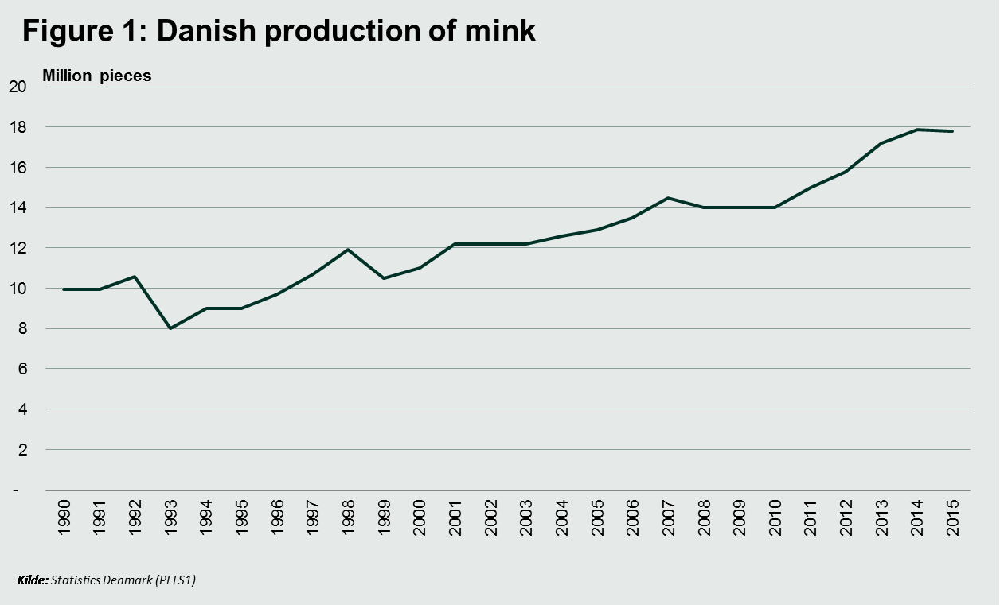 Figure 1: Danish production of mink
Million pieces
20
18
16
14
12
10
8
6
4
2
-
1990 1991 1992 1993 1994 1995 1996 1997 1998 1999 2000 2001 2002 2003 2004 2005 2006 2007 2008 2009 2010 2011 2012 2013 2014 2015
Kilde: Statistics Denmark (PELS1)